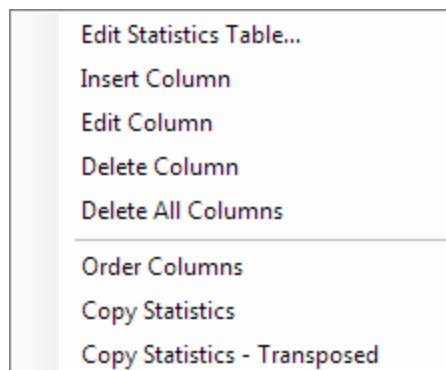 Edit Statistics Table...
Insert Column
Edit Column
Delete Column
Delete All Columns
Order Columns
Copy Statistics
Copy Statistics - Transposed